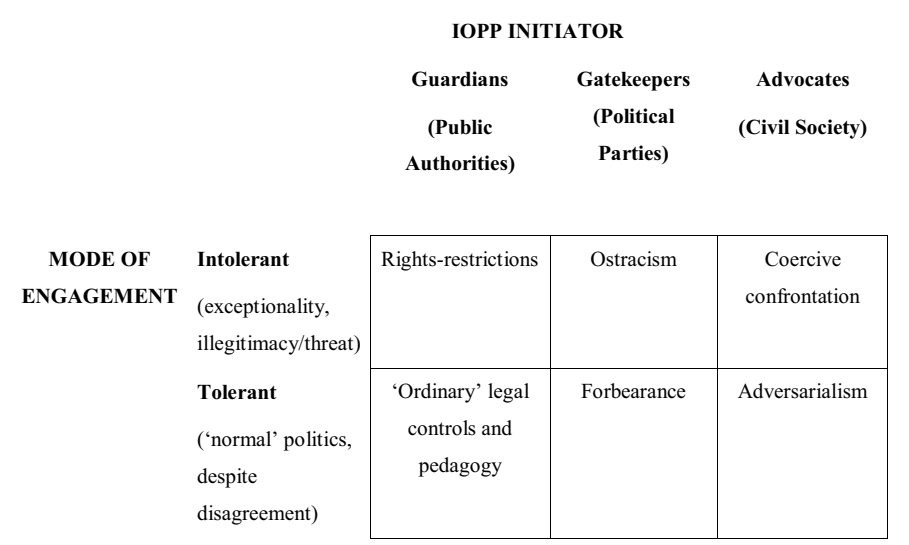 IOPP INITIATOR
Guardians
(Public
Authorities)
Gatekeepers
(Political
Parties)
Advocates
(Civil Society)
MODE OF
ENGAGEMENT
Intolerant
(exceptionality,
illegitimacy/threat)
Rights-restrictions
Ostracism
Coercive
confrontation
Tolerant
(‘normal’ politics,
despite
disagreement)
‘Ordinary’ legal
controls and
pedagogy
Forbearance
Adversarialism